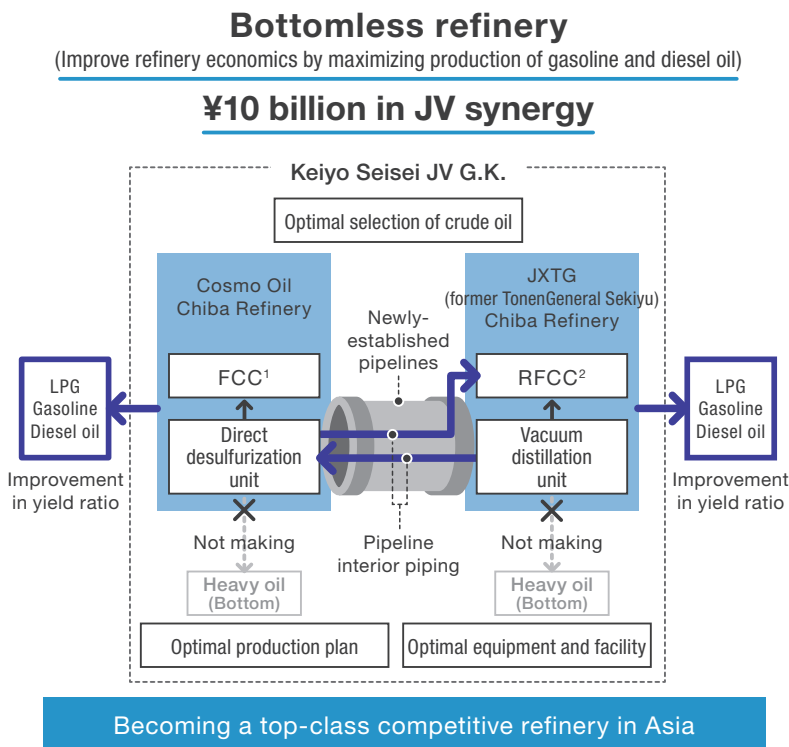 Bottomless refinery
(Improve refinery economics by maximizing production of gasoline and diesel oil)
¥10 billion in JV synergy
Keiyo Seisei JV G.K.
Optimal selection of crude oil
Cosmo Oil
Chiba Refinery
JXTG
(former TonenGeneral Sekiyu)
Chiba Refinery
Newly-
established
pipelines
FCC¹
RFCC²
LPG
Gasoline
Diesel oil
LPG
Gasoline
Diesel oil
Direct
desulfurization
unit
Vacuum
distillation
unit
Improvement
in yield ratio
Improvement
in yield ratio
Not making
Pipeline
interior piping
Not making
Heavy oil
(Bottom)
Heavy oil
(Bottom)
Optimal production plan
Optimal equipment and facility
Becoming a top-class competitive refinery in Asia